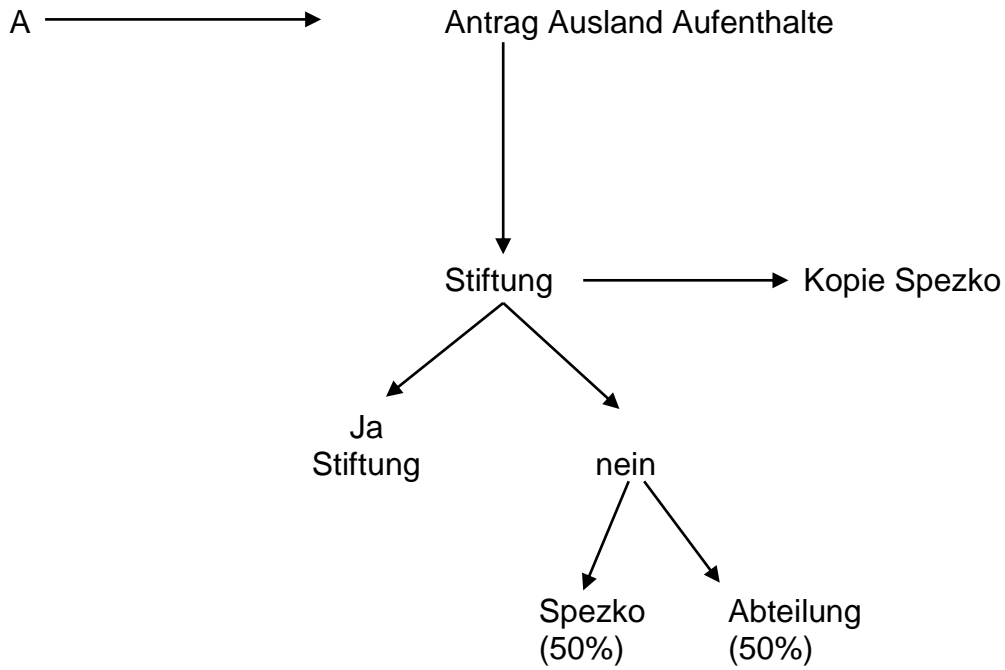 A
Antrag Ausland Aufenthalte
Stiftung
Kopie Spezko
Ja
Stiftung
nein
Spezko
(50%)
Abteilung
(50%)